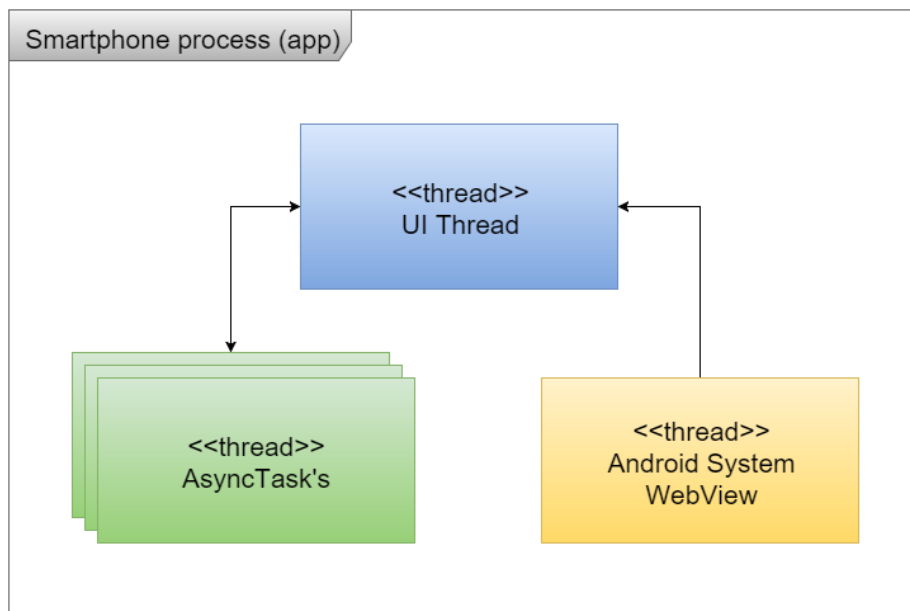 Smartphone process (app)
<<thread>>
UI Thread
<<thread>>
AsyncTask's
<<thread>>
Android System
WebView